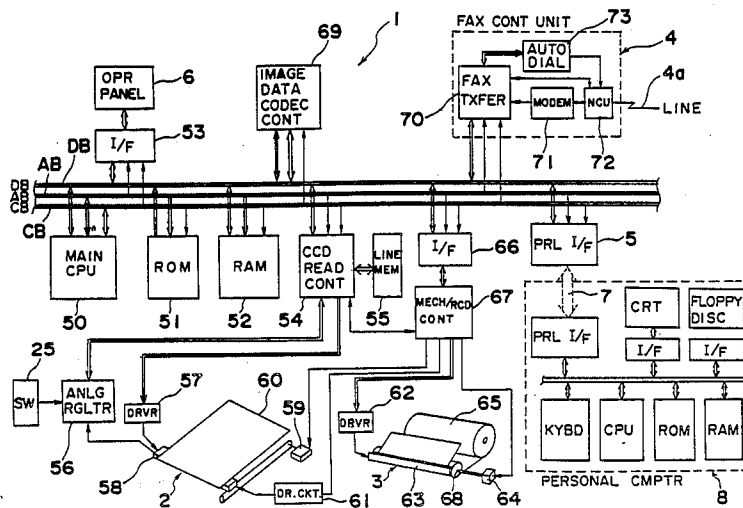 FAX CONT UNIT
73
69
1
AUTO
DIAL
4
4a
6
OPR
PANEL
IMAGE
DATA
CODEC
CONT
FAX
TXFER
70
MODEM
71
NCU
72
LINE
53
I/F
DB
AB
DB
AB
CB
CB
MAIN
CPU
50
ROM
51
RAM
52
CCD
READ
CONT
54
LINE
MEM
55
I/F
66
PRL I/F
5
MECH/RCD
CONT
67
7
PRL I/F
CRT
FLOPPY
DISC
I/F
I/F
25
SW
ANLG
RGLTR
56
57
DRVR
58
60
59
2
DR.CKT.
61
62
DRVR
65
3
63
68
64
KYBD
CPU
ROM
RAM
PERSONAL CMPTR
8